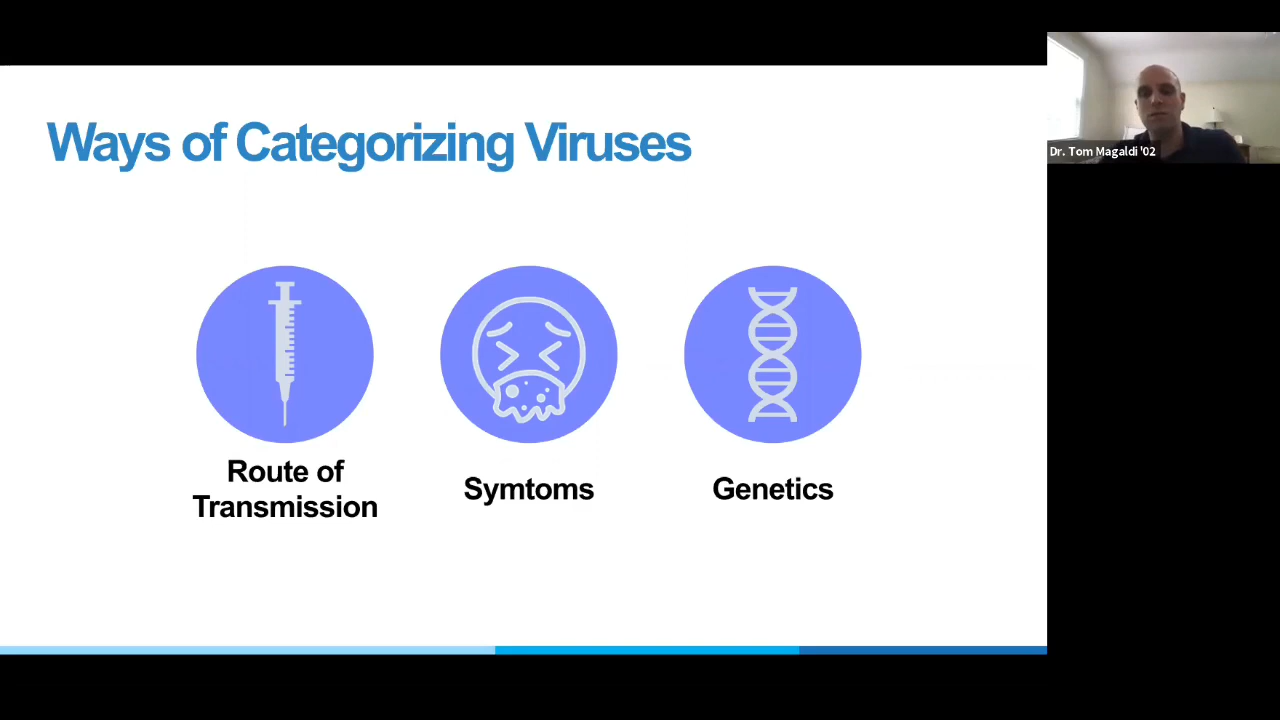 Ways of Categorizing Viruses
Dr. Tom Magaldi '02
Route of
Transmission
Symtoms
Genetics